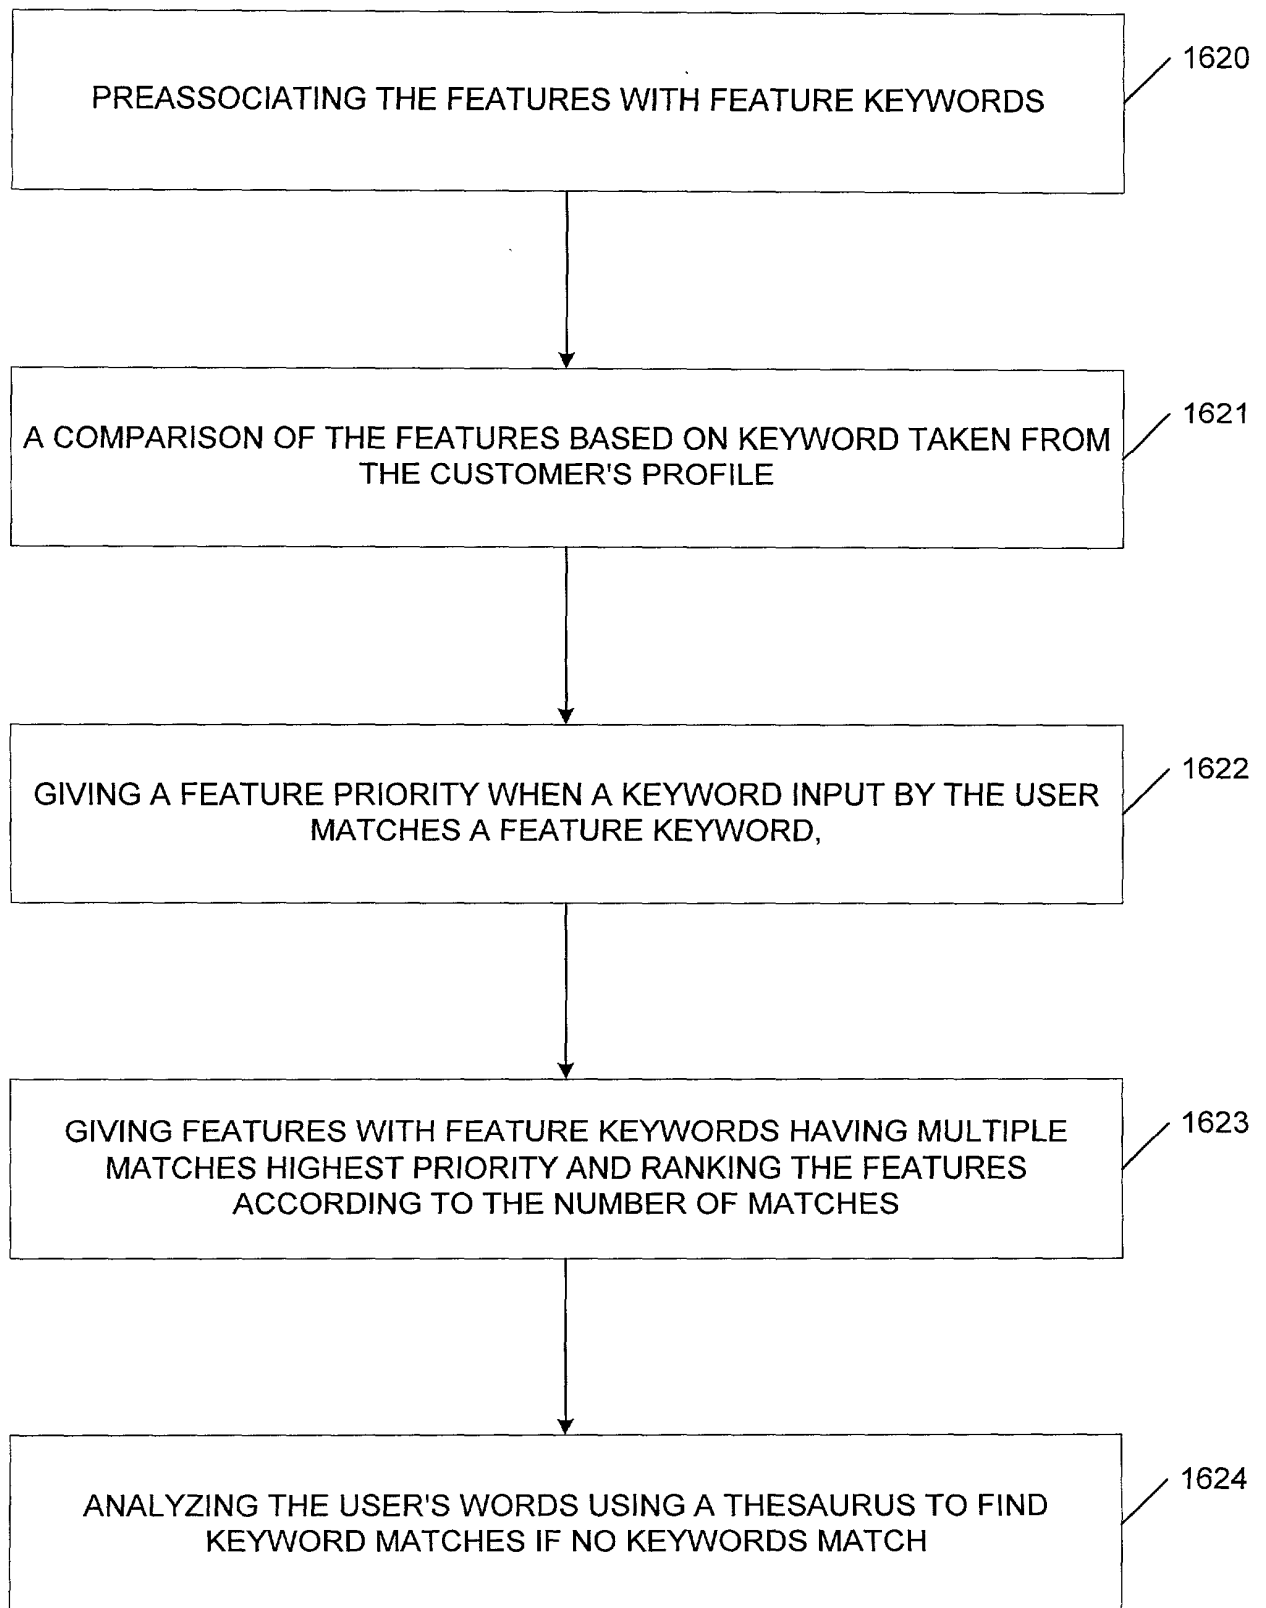 1620
PREASSOCIATING THE FEATURES WITH FEATURE KEYWORDS
1621
A COMPARISON OF THE FEATURES BASED ON KEYWORD TAKEN FROM
THE CUSTOMER'S PROFILE
1622
GIVING A FEATURE PRIORITY WHEN A KEYWORD INPUT BY THE USER
MATCHES A FEATURE KEYWORD,
1623
GIVING FEATURES WITH FEATURE KEYWORDS HAVING MULTIPLE
MATCHES HIGHEST PRIORITY AND RANKING THE FEATURES
ACCORDING TO THE NUMBER OF MATCHES
1624
ANALYZING THE USER'S WORDS USING A THESAURUS TO FIND
KEYWORD MATCHES IF NO KEYWORDS MATCH